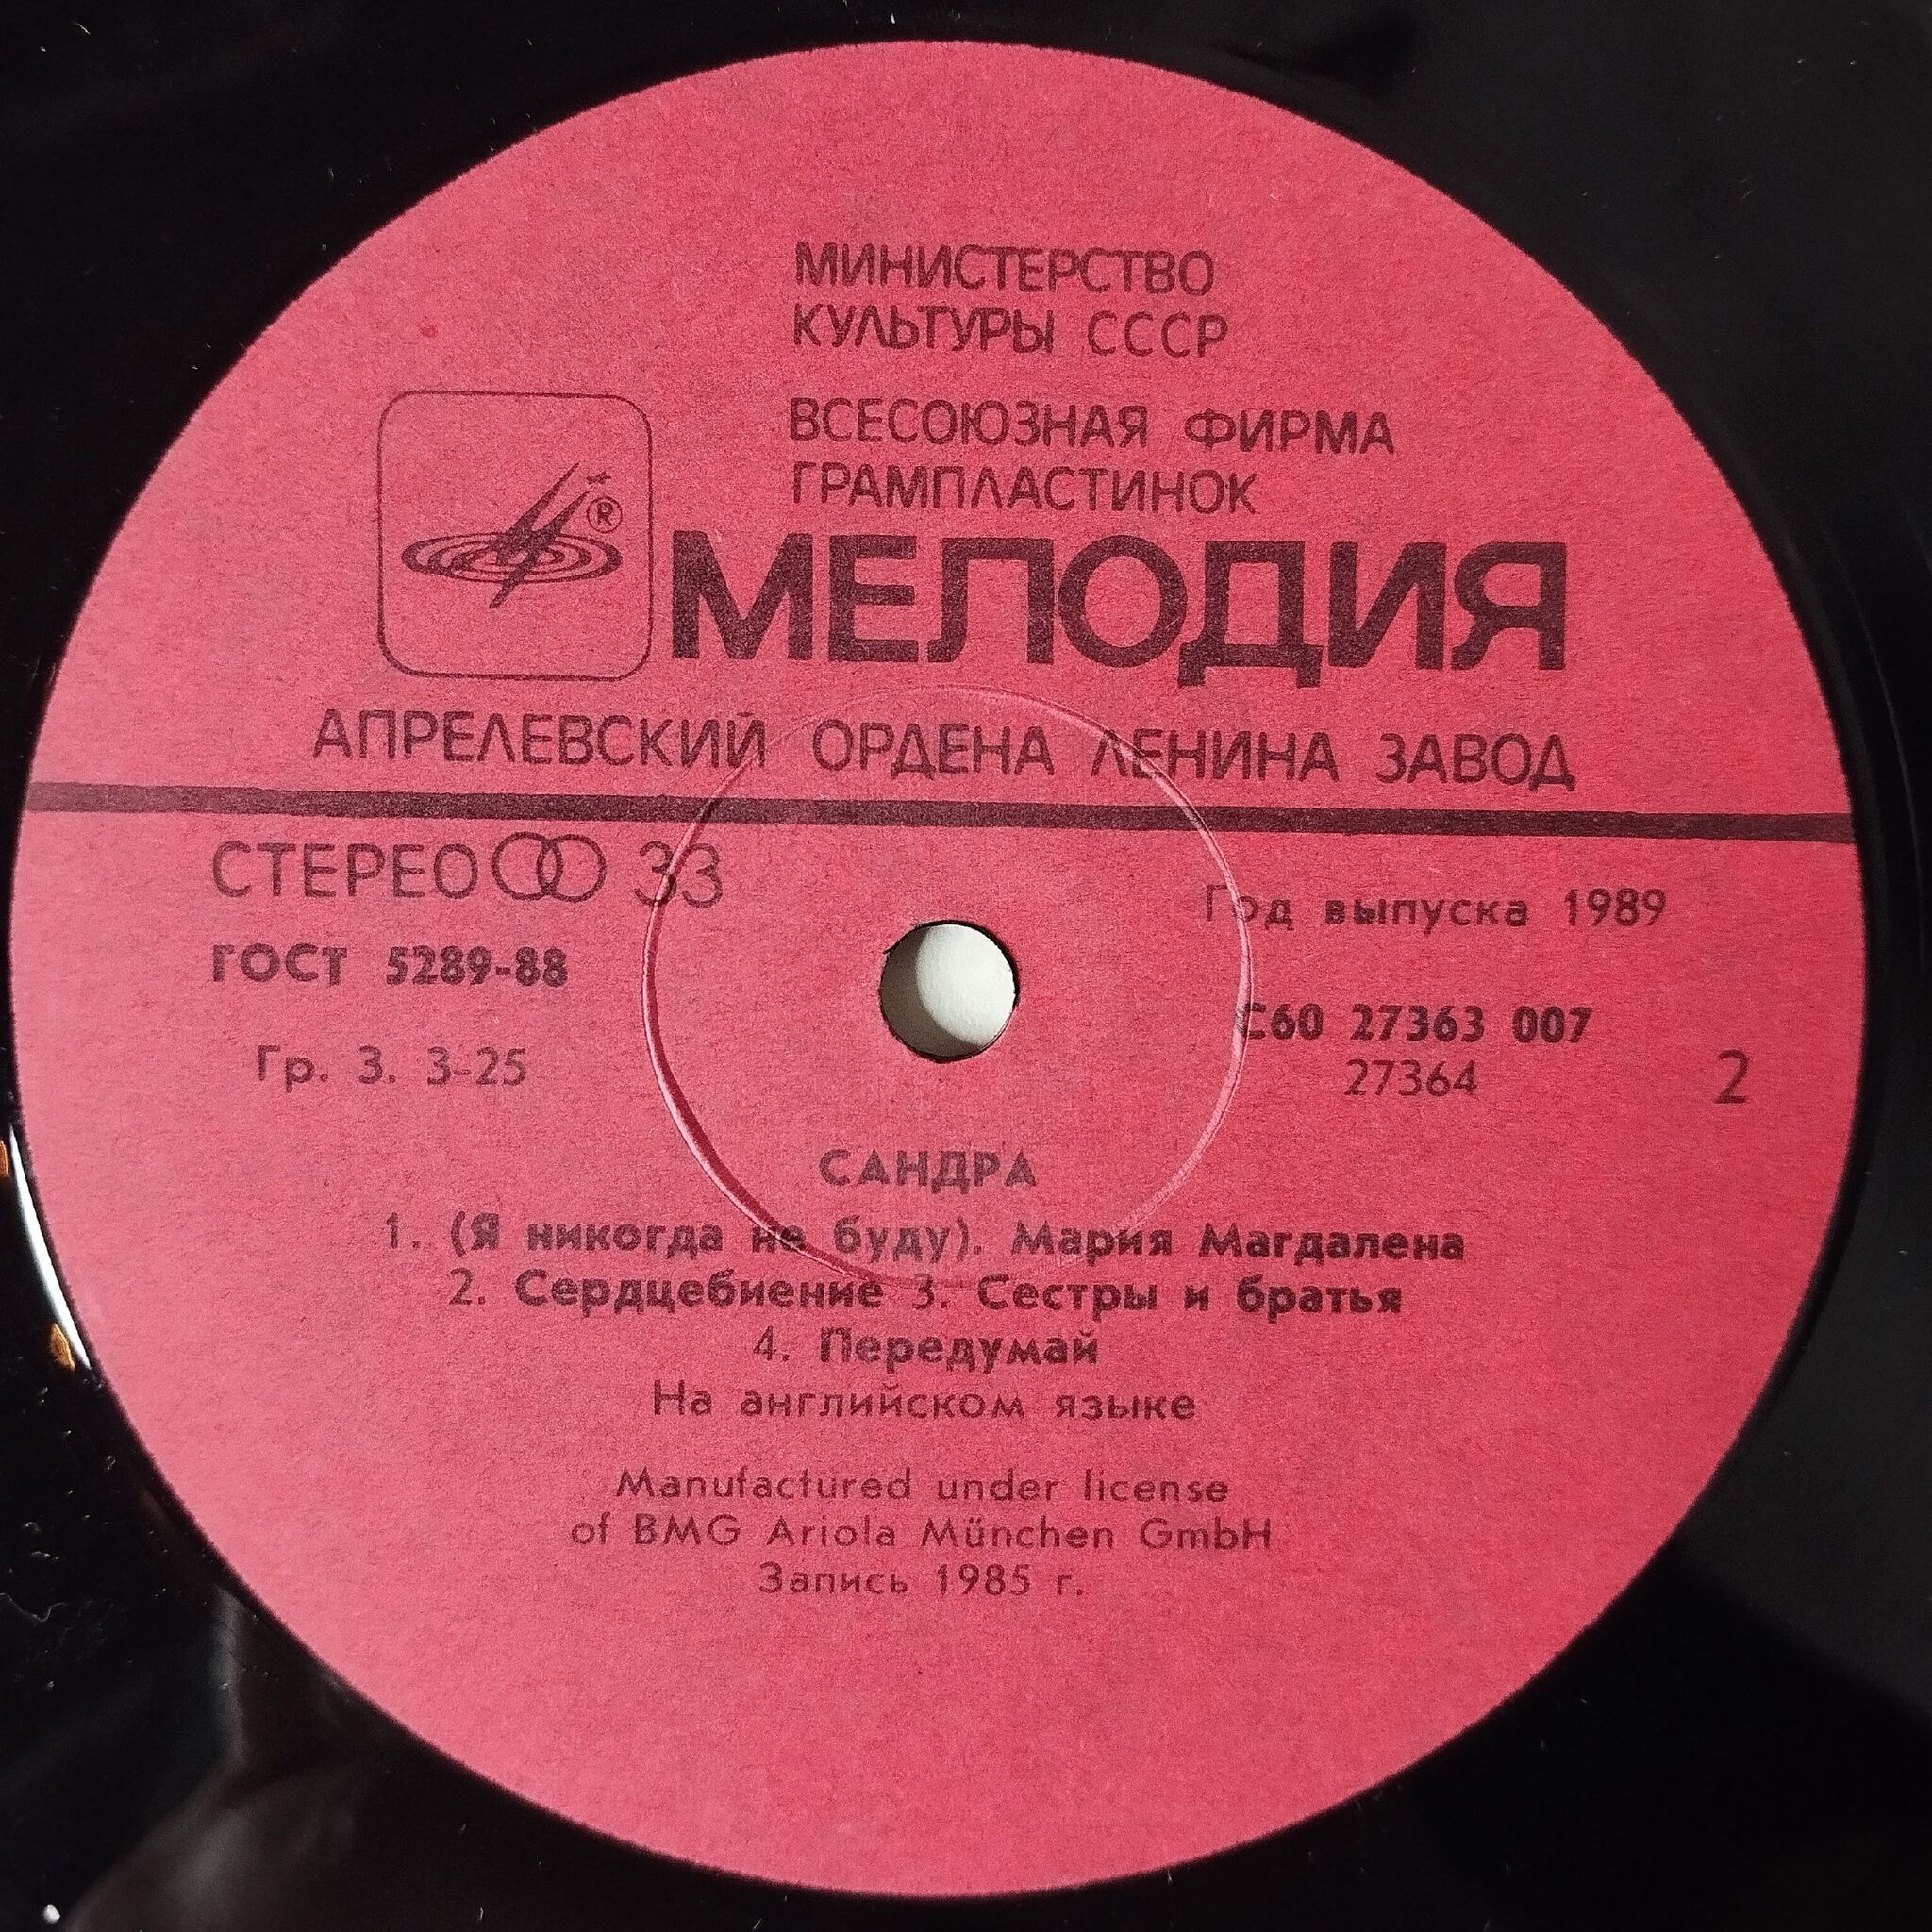 МИНИСТЕРСТВО
КУЛЬТУРЫ СССР
ВСЕСОЮЗНАЯ ФИРМА
ГРАМПЛАСТИНОК
®
МЕЛОДИЯ
АПРЕЛЕВСКИЙ ОРДЕНА ЛЕНИНА ЗАВОД
СТЕРЕО 33
Год выпуска 1989
ГОСТ 5289-88
С60 27363 007
Гр. 3. 3-25
27364
2
САНДРА
1. (Я никогда не буду). Мария Магдалена
2. Сердцебиение 3. Сестры и братья
4. Передумай
На английском языке
Manufactured under license
of BMG Ariola München GmbH
Запись 1985 г.